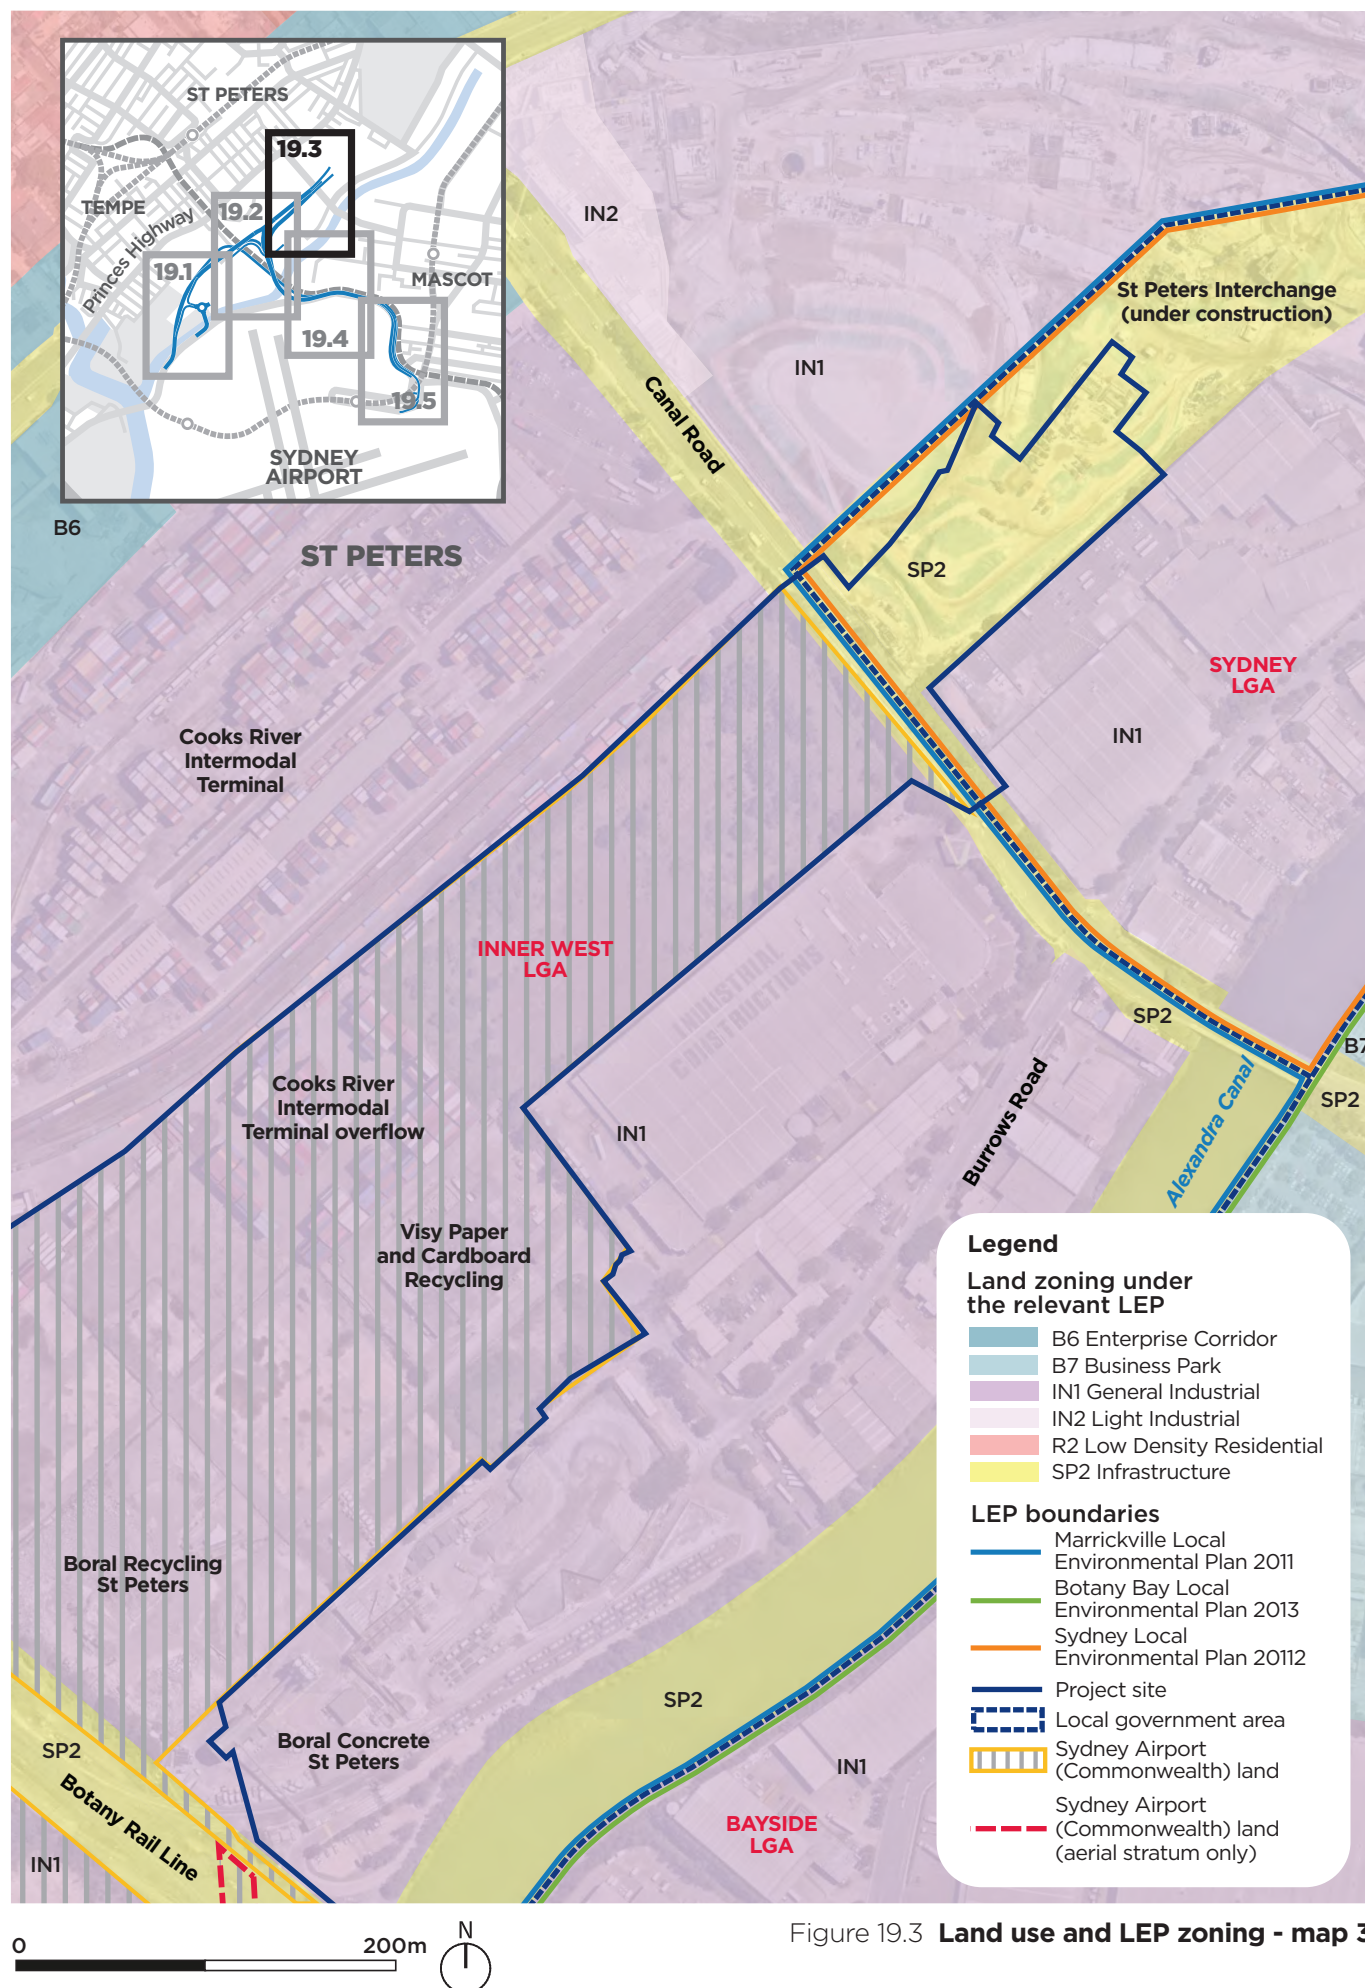 ST PETERS
19.3
TEMPE
19.2
Princes Highway
19.1
MASCOT
19.4
19.5
SYDNEY
AIRPORT
IN2
St Peters Interchange
(under construction)
IN1
Canal Road
B6
ST PETERS
SP2
SYDNEY
LGA
IN1
Cooks River
Intermodal
Terminal
INNER WEST
LGA
SP2
B7
SP2
Cooks River
Intermodal
Terminal overflow
IN1
Burrows Road
Alexandra Canal
Visy Paper
and Cardboard
Recycling
Boral Recycling
St Peters
SP2
Boral Concrete
St Peters
SP2
Botany Rail Line
IN1
IN1
BAYSIDE
LGA
Legend
Land zoning under
the relevant LEP
B6 Enterprise Corridor
B7 Business Park
IN1 General Industrial
IN2 Light Industrial
R2 Low Density Residential
SP2 Infrastructure
LEP boundaries
Marrickville Local
Environmental Plan 2011
Botany Bay Local
Environmental Plan 2013
Sydney Local
Environmental Plan 20112
Project site
Local government area
Sydney Airport
(Commonwealth) land
Sydney Airport
(Commonwealth) land
(aerial stratum only)
0 200m
N
Figure 19.3 Land use and LEP zoning - map 3